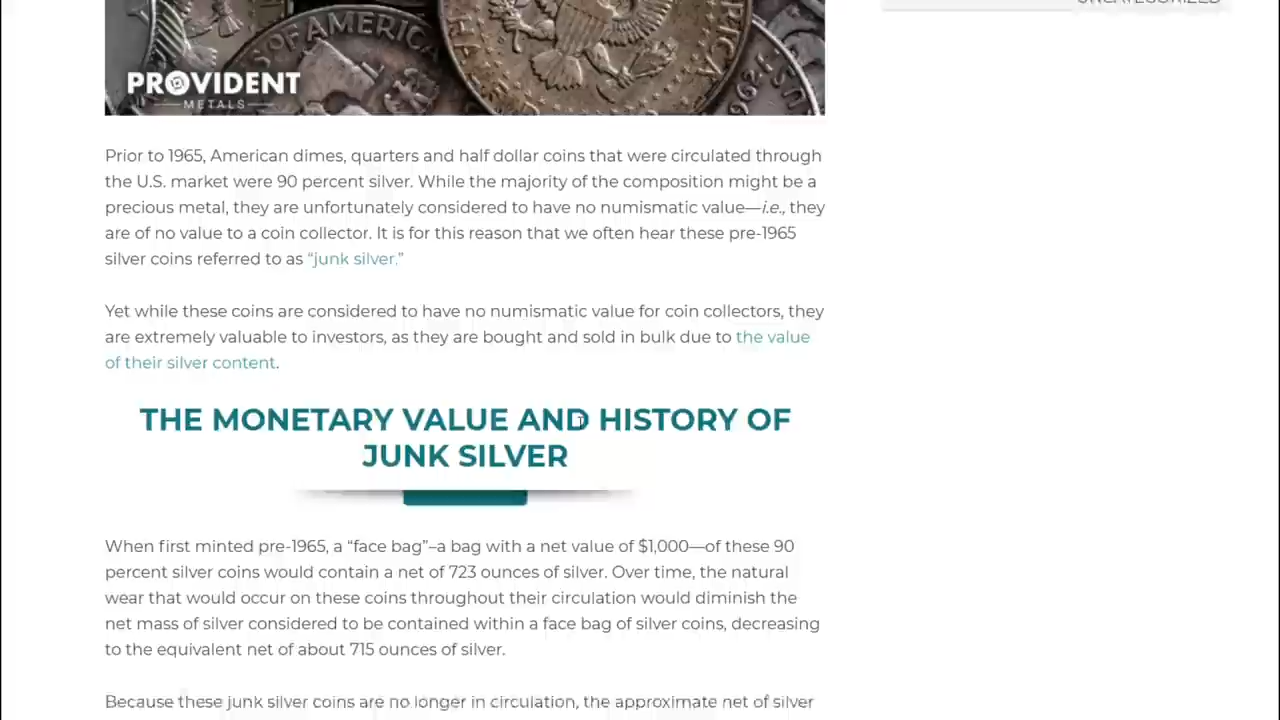 UNCATEGORIZED
OF AMERICA
1962
PROVIDENT
METALS
Prior to 1965, American dimes, quarters and half dollar coins that were circulated through
the U.S. market were 90 percent silver. While the majority of the composition might be a
precious metal, they are unfortunately considered to have no numismatic value—i.e., they
are of no value to a coin collector. It is for this reason that we often hear these pre-1965
silver coins referred to as “junk silver.”
Yet while these coins are considered to have no numismatic value for coin collectors, they
are extremely valuable to investors, as they are bought and sold in bulk due to the value
of their silver content.
THE MONETARY VALUE AND HISTORY OF
JUNK SILVER
When first minted pre-1965, a “face bag”–a bag with a net value of $1,000—of these 90
percent silver coins would contain a net of 723 ounces of silver. Over time, the natural
wear that would occur on these coins throughout their circulation would diminish the
net mass of silver considered to be contained within a face bag of silver coins, decreasing
to the equivalent net of about 715 ounces of silver.
Because these junk silver coins are no longer in circulation, the approximate net of silver